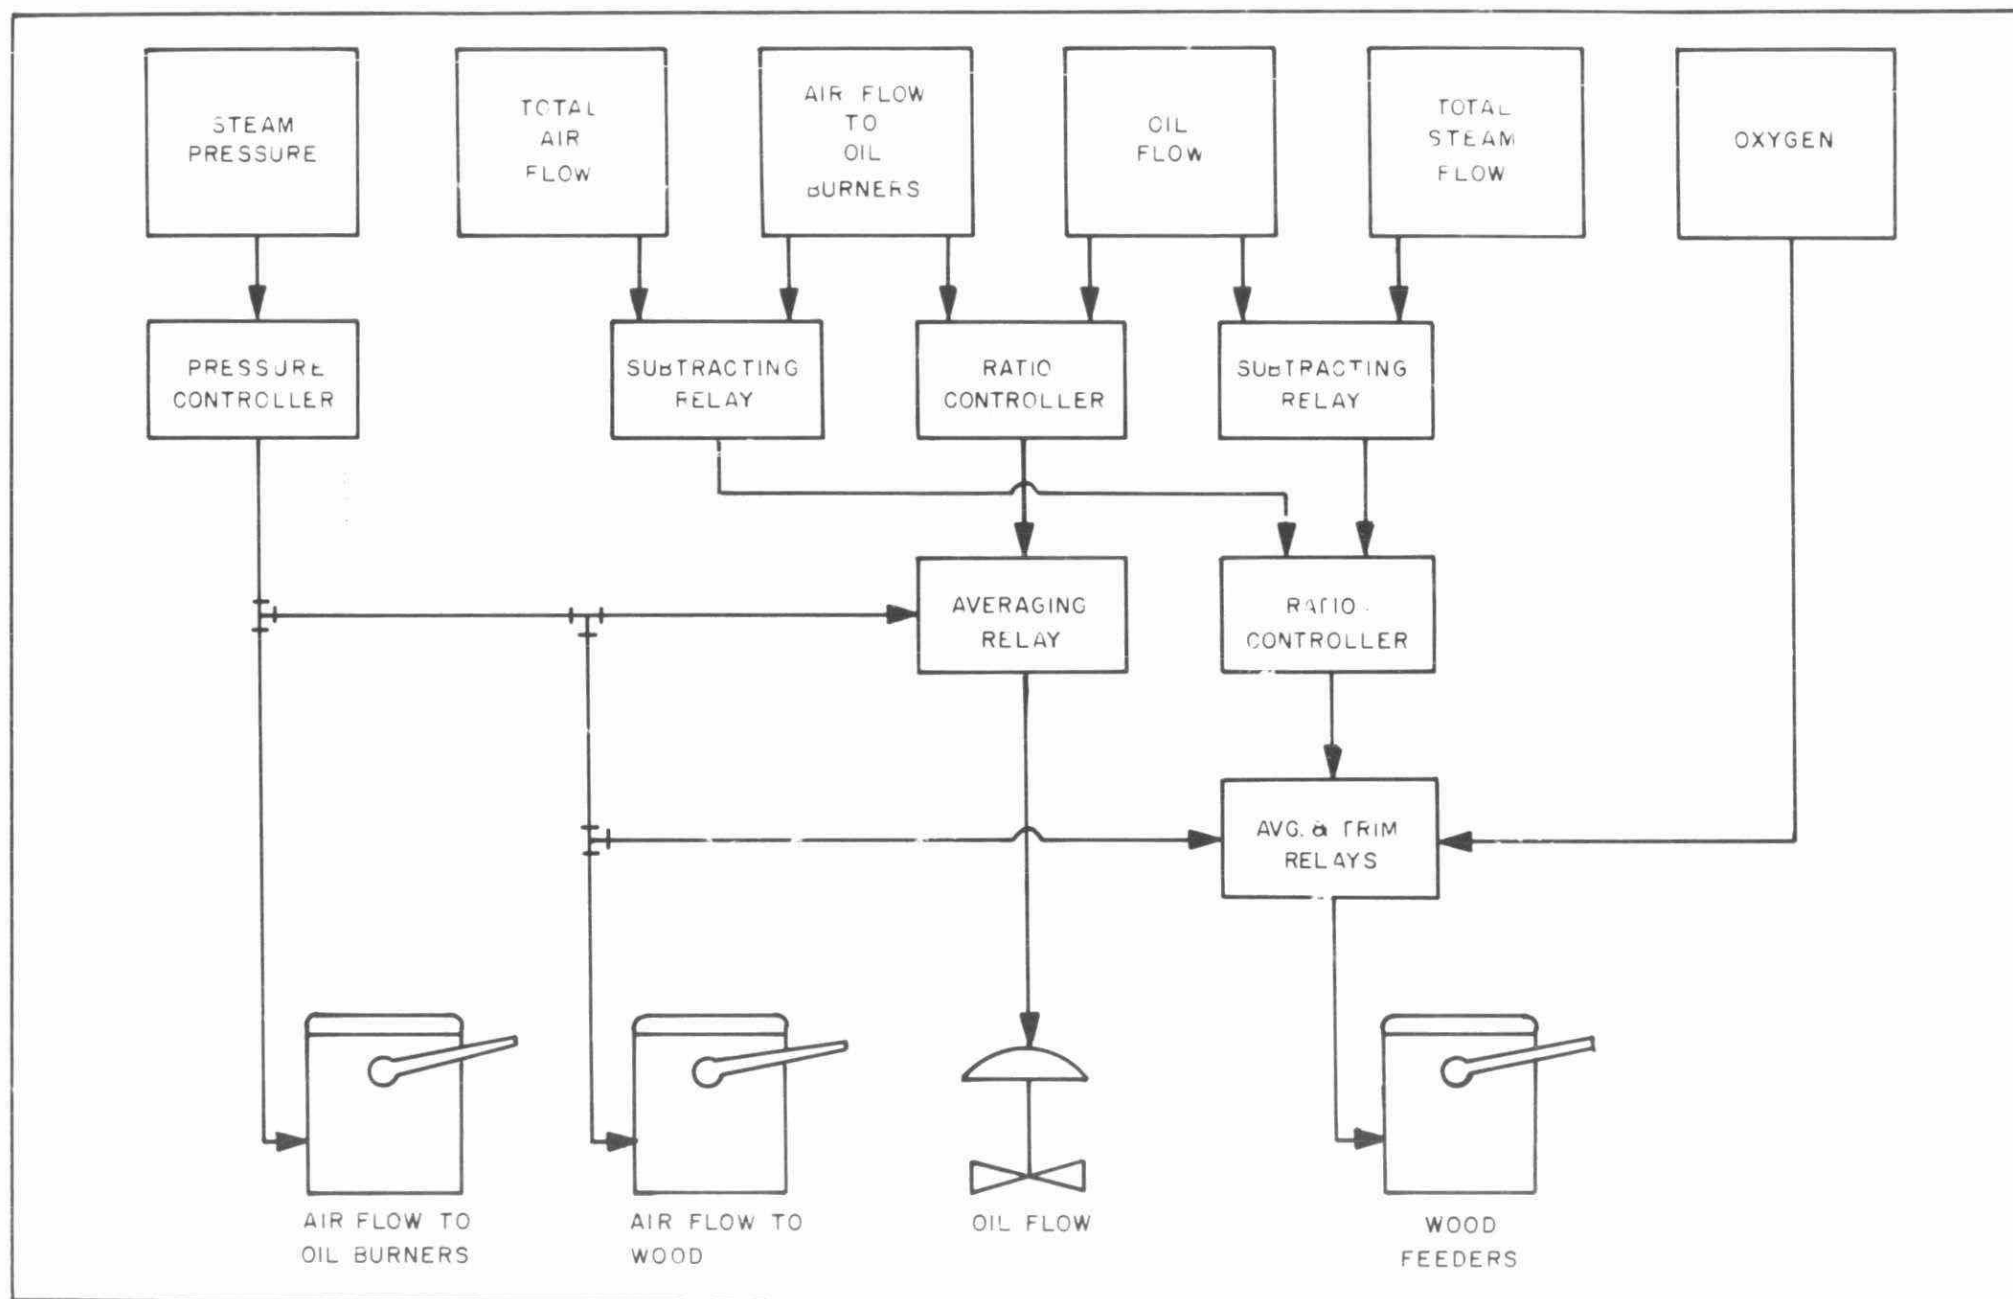 STEAM
PRESSURE
TOTAL
AIR
FLOW
AIR FLOW
TO
OIL
BURNERS
OIL
FLOW
TOTAL
STEAM
FLOW
OXYGEN
PRESSURE
CONTROLLER
SUBTRACTING
RELAY
RATIO
CONTROLLER
SUBTRACTING
RELAY
AVERAGING
RELAY
RATIO
CONTROLLER
AVG. & TRIM
RELAYS
AIR FLOW TO
OIL BURNERS
AIR FLOW TO
WOOD
OIL FLOW
WOOD
FEEDERS